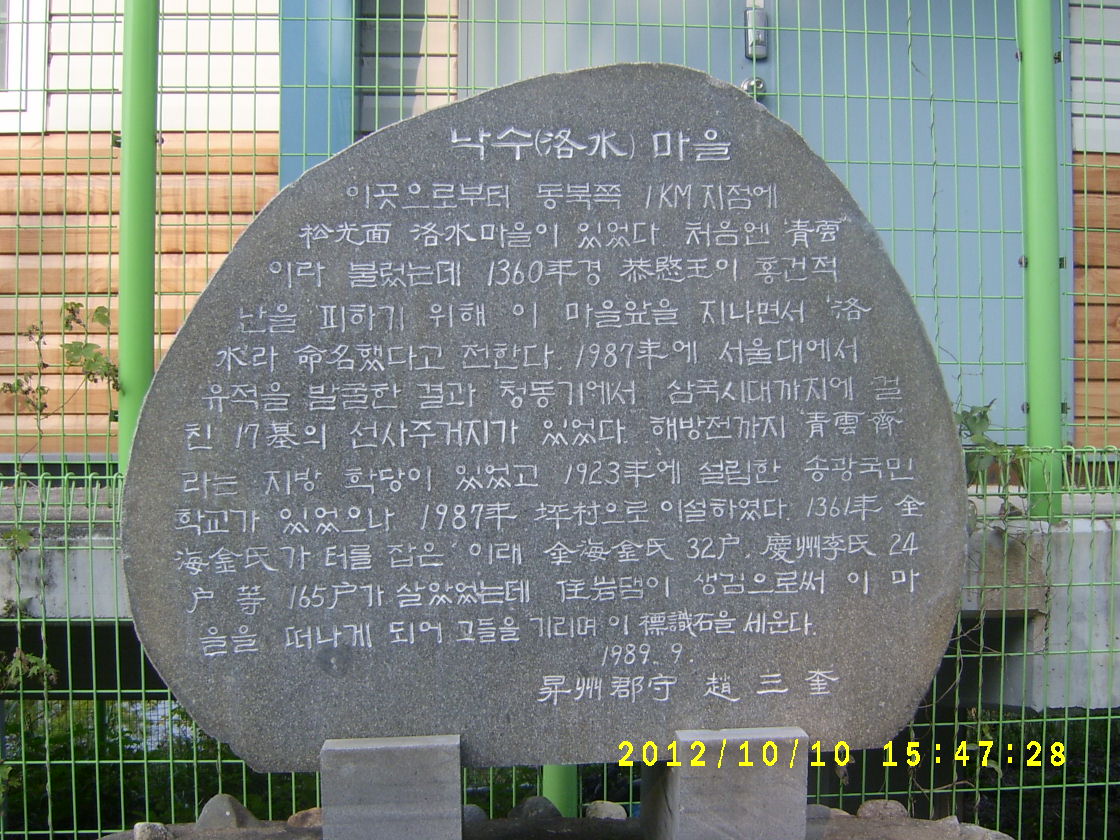 낙수(洛水) 마을
이곳으로부터 동북쪽 1KM 지점에
松光面 洛水마을이 있었다. 처음엔 '青雲'
이라 불렀는데 1360年경 恭愍王이 홍건적
난을 피하기 위해 이 마을앞을 지나면서 '洛
水'라 命名했다고 전한다. 1987年에 서울대에서
유적을 발굴한 결과 청동기에서 삼국시대까지에 걸
친 17基의 선사주거지가 있었다. 해방전까지 '青雲齊'
라는 지방 학당이 있었고 1923年에 설립한 송광국민
학교가 있었으나 1987年 坪村으로 이설하였다. 1361年 金
海金氏가 터를 잡은 이래 金海金氏 32户, 慶州李氏 24
户 等 165户가 살았었는데 住岩댐이 생김으로써 이 마
을을 떠나게 되어 그들을 기리며 이 標識石을 세운다.
1989. 9.
昇州郡守 趙三奎
2012/10/10 15:47:28